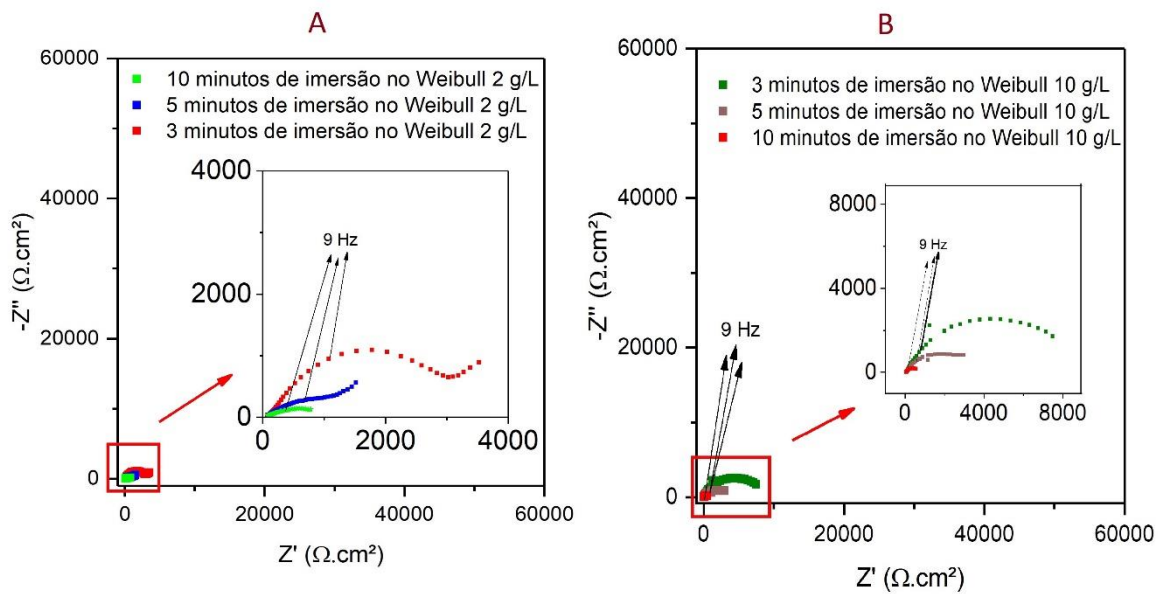 A
-Z" (Ω.cm²)
60000
40000
20000
0
10 minutos de imersão no Weibull 2 g/L
5 minutos de imersão no Weibull 2 g/L
3 minutos de imersão no Weibull 2 g/L
4000
2000
0
9 Hz
0 2000 4000
0 20000 40000 60000
Z' (Ω.cm²)
B
-Z" (Ω.cm²)
60000
40000
20000
0
3 minutos de imersão no Weibull 10 g/L
5 minutos de imersão no Weibull 10 g/L
10 minutos de imersão no Weibull 10 g/L
8000
4000
0
9 Hz
0 4000 8000
9 Hz
0 20000 40000 60000
Z' (Ω.cm²)